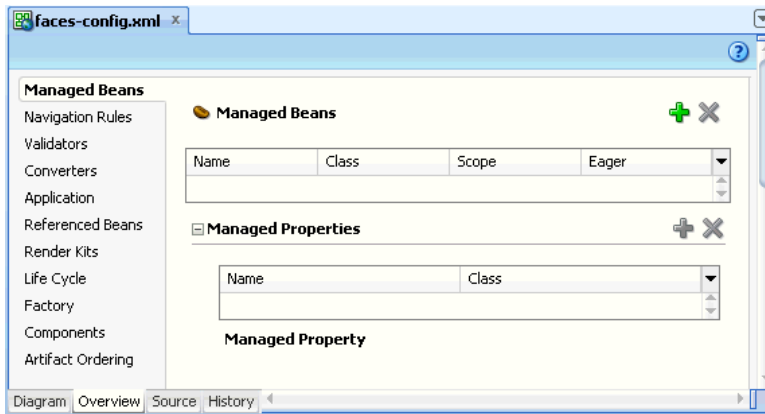 faces-config.xml
Managed Beans
Navigation Rules
Validators
Converters
Application
Referenced Beans
Render Kits
Life Cycle
Factory
Components
Artifact Ordering
Managed Beans
Name Class Scope Eager
Managed Properties
Name Class
Managed Property
Diagram Overview Source History